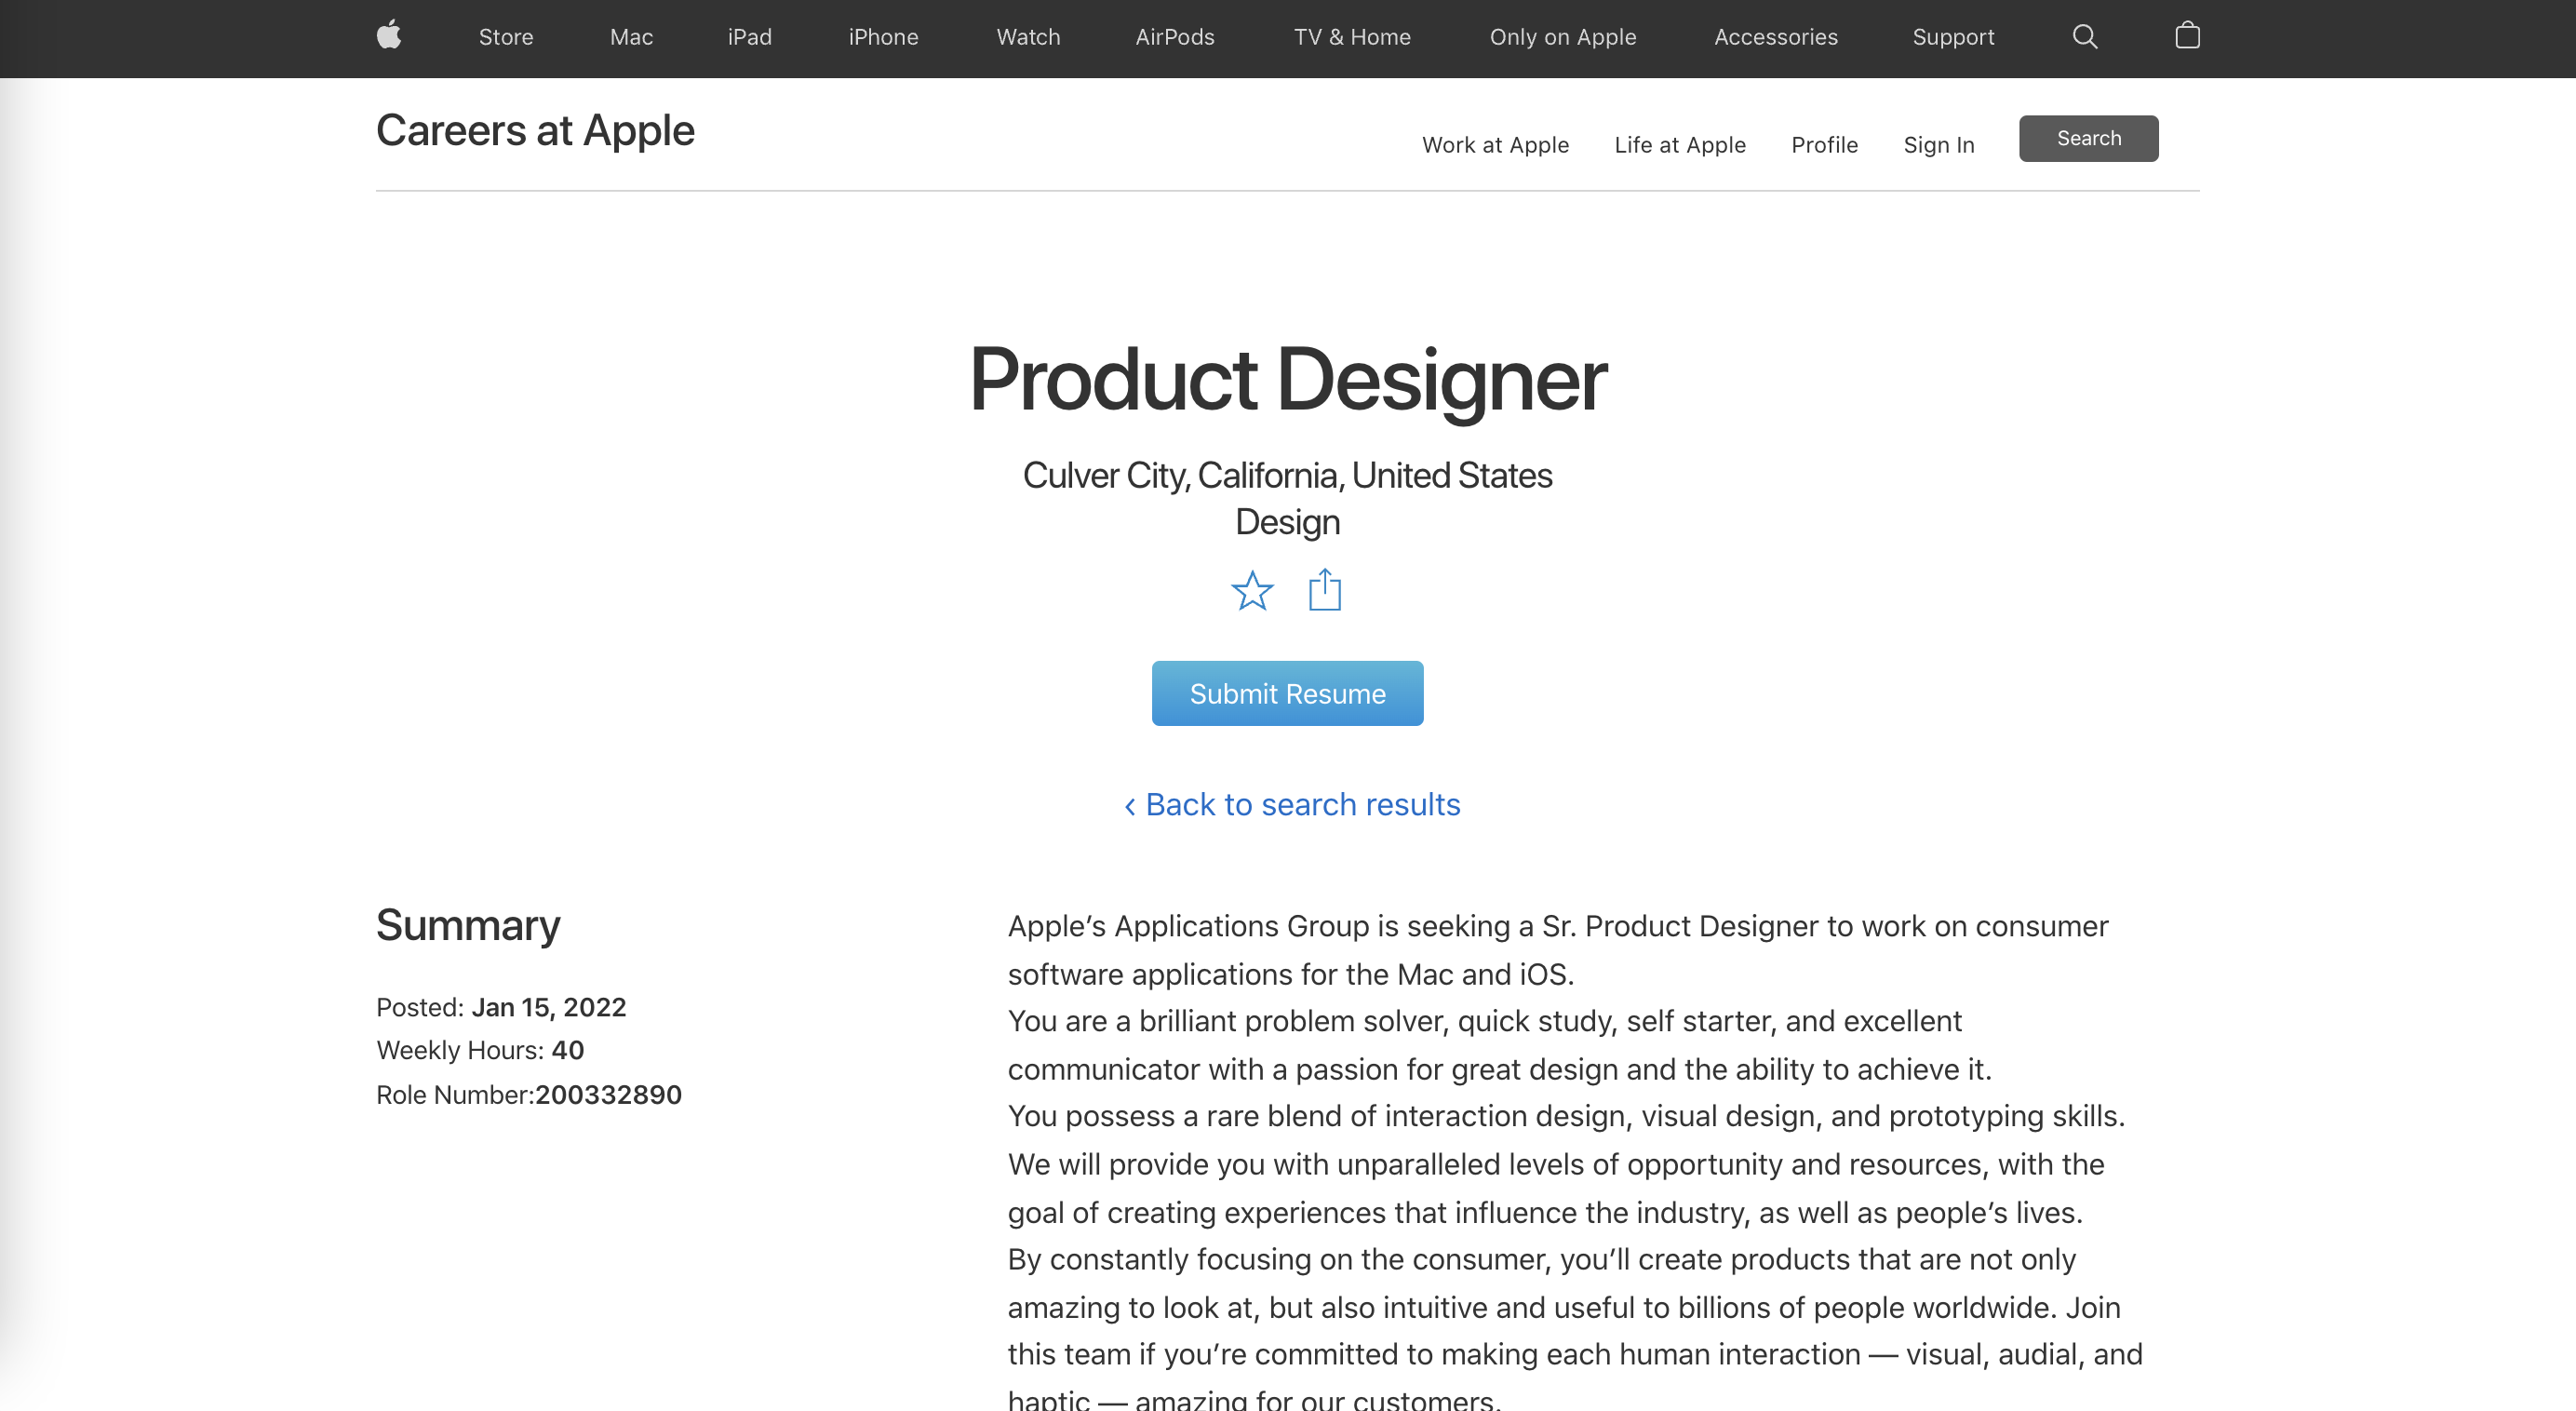 Store Mac iPad iPhone Watch AirPods TV & Home Only on Apple Accessories Support
Careers at Apple
Work at Apple Life at Apple Profile Sign In Search
Product Designer
Culver City, California, United States
Design
Submit Resume
‹ Back to search results
Summary
Posted: Jan 15, 2022
Weekly Hours: 40
Role Number:200332890
Apple’s Applications Group is seeking a Sr. Product Designer to work on consumer
software applications for the Mac and iOS.
You are a brilliant problem solver, quick study, self starter, and excellent
communicator with a passion for great design and the ability to achieve it.
You possess a rare blend of interaction design, visual design, and prototyping skills.
We will provide you with unparalleled levels of opportunity and resources, with the
goal of creating experiences that influence the industry, as well as people’s lives.
By constantly focusing on the consumer, you’ll create products that are not only
amazing to look at, but also intuitive and useful to billions of people worldwide. Join
this team if you’re committed to making each human interaction — visual, audial, and
haptic — amazing for our customers.